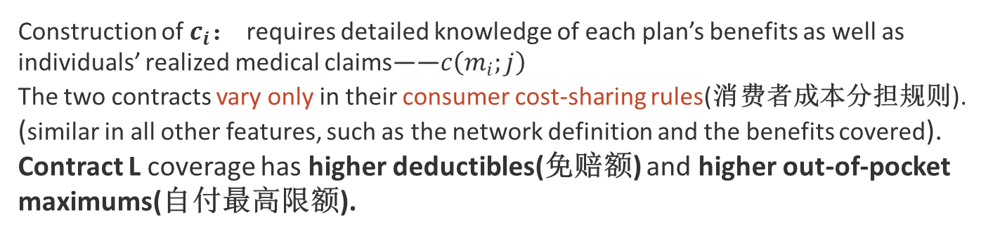 Construction of cᵢ： requires detailed knowledge of each plan's benefits as well as
individuals' realized medical claims——c(mᵢ;j)
The two contracts vary only in their consumer cost-sharing rules(消费者成本分担规则).
(similar in all other features, such as the network definition and the benefits covered).
Contract L coverage has higher deductibles(免赔额) and higher out-of-pocket
maximums(自付最高限额).